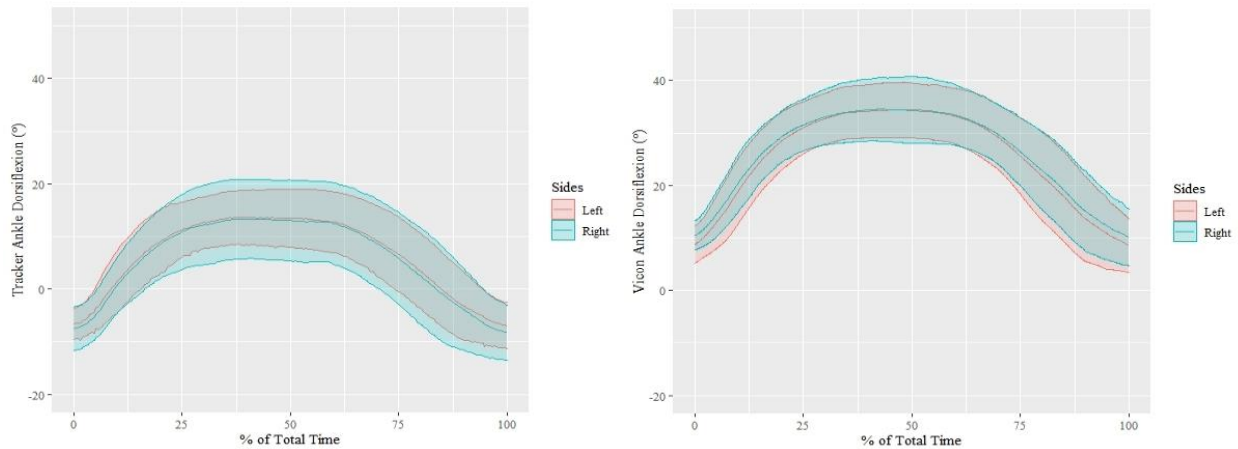 Tracker Ankle Dorsiflexion (º)
40
20
0
-20
0 25 50 75 100
% of Total Time
Sides
Left
Right
Vicon Ankle Dorsiflexion (º)
40
20
0
-20
0 25 50 75 100
% of Total Time
Sides
Left
Right